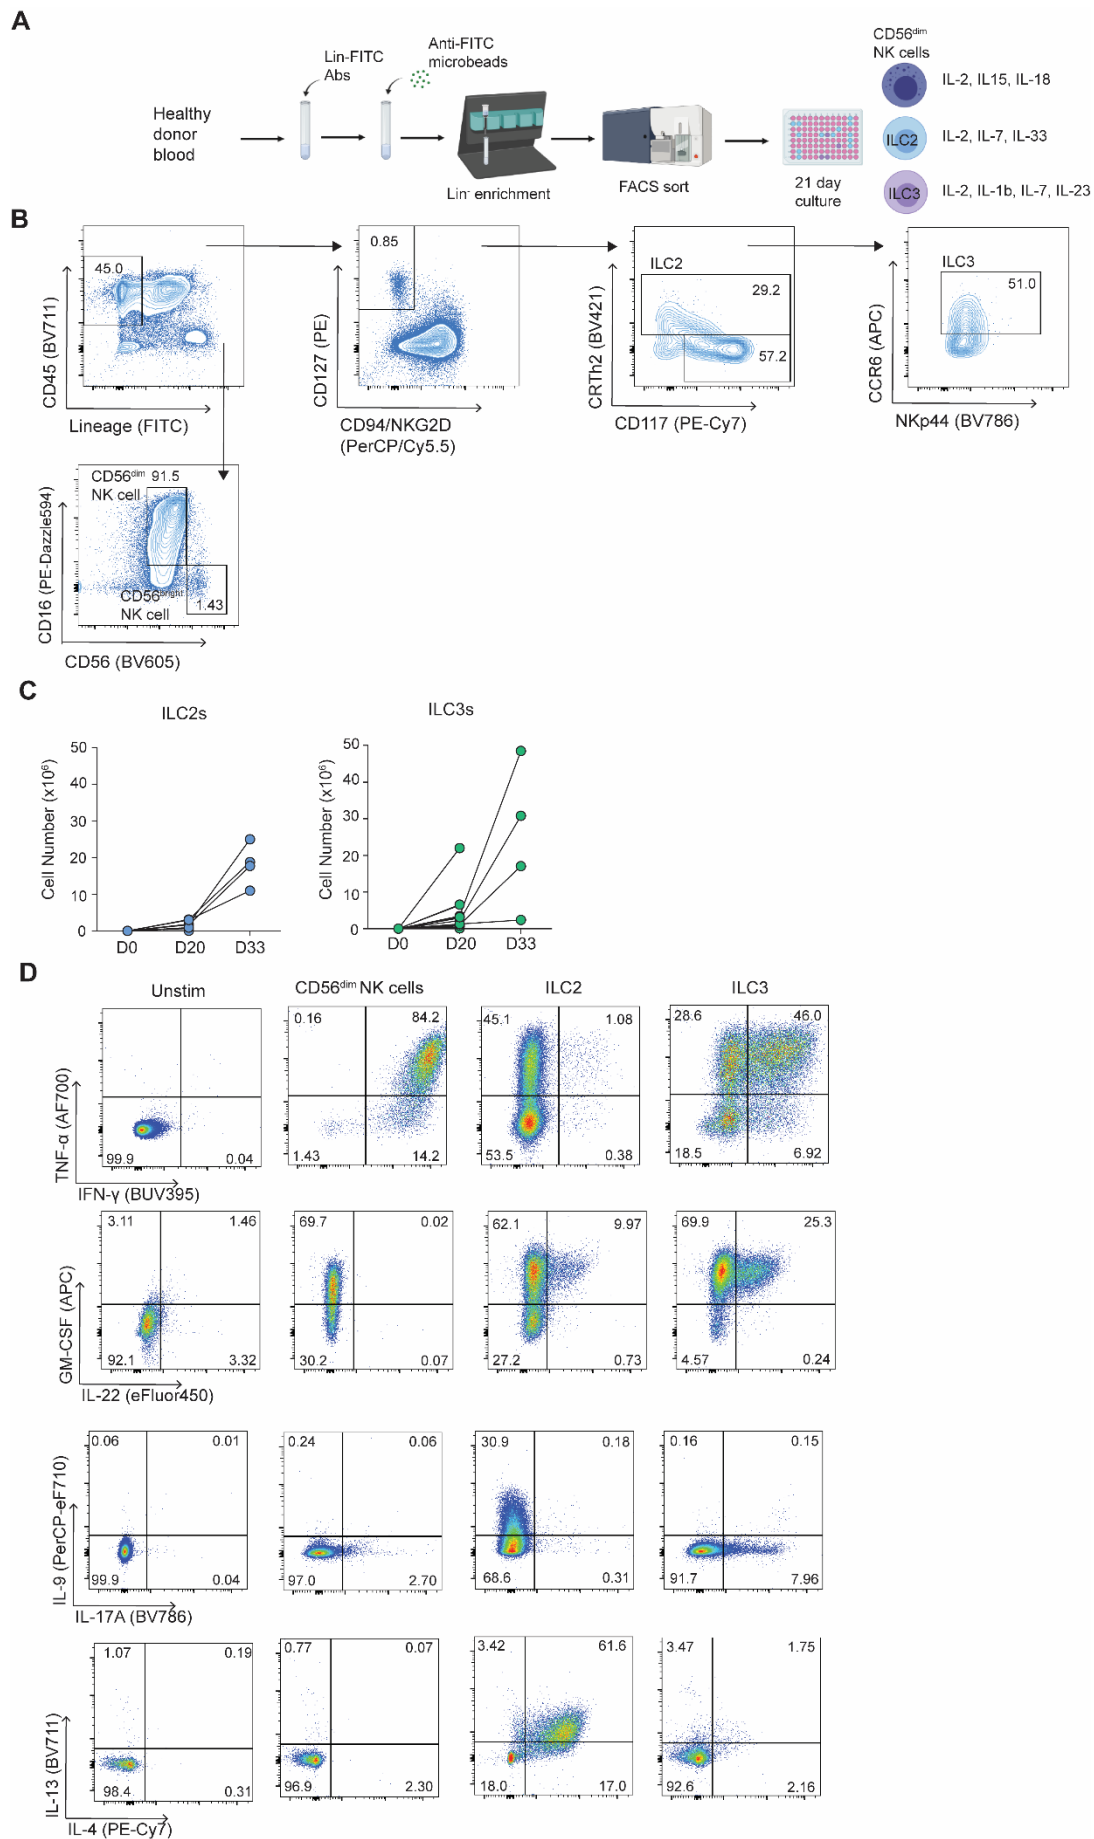 A
Healthy
donor
blood
Lin-FITC
Abs
Anti-FITC
microbeads
Lin⁻ enrichment
FACS sort
21 day
culture
CD56dim
NK cells
IL-2, IL15, IL-18
ILC2
IL-2, IL-7, IL-33
ILC3
IL-2, IL-1b, IL-7, IL-23
B
45.0
CD45 (BV711)
Lineage (FITC)
0.85
CD127 (PE)
CD94/NKG2D
(PerCP/Cy5.5)
ILC2
29.2
57.2
CRTh2 (BV421)
CD117 (PE-Cy7)
ILC3
51.0
CCR6 (APC)
NKp44 (BV786)
CD56dim 91.5
NK cell
CD56bright
NK cell
1.43
CD16 (PE-Dazzle594)
CD56 (BV605)
C
ILC2s
Cell Number (x10⁶)
50
40
30
20
10
0
D0 D20 D33
ILC3s
Cell Number (x10⁶)
50
40
30
20
10
0
D0 D20 D33
D
Unstim
CD56dim NK cells
ILC2
ILC3
TNF-α (AF700)
IFN-γ (BUV395)
99.9 0.04
0.16 84.2
1.43 14.2
45.1 1.08
53.5 0.38
28.6 46.0
18.5 6.92
GM-CSF (APC)
IL-22 (eFluor450)
3.11 1.46
92.1 3.32
69.7 0.02
30.2 0.07
62.1 9.97
27.2 0.73
69.9 25.3
4.57 0.24
IL-9 (PerCP-eF710)
IL-17A (BV786)
0.06 0.01
99.9 0.04
0.24 0.06
97.0 2.70
30.9 0.18
68.6 0.31
0.16 0.15
91.7 7.96
IL-13 (BV711)
IL-4 (PE-Cy7)
1.07 0.19
98.4 0.31
0.77 0.07
96.9 2.30
3.42 61.6
18.0 17.0
3.47 1.75
92.6 2.16